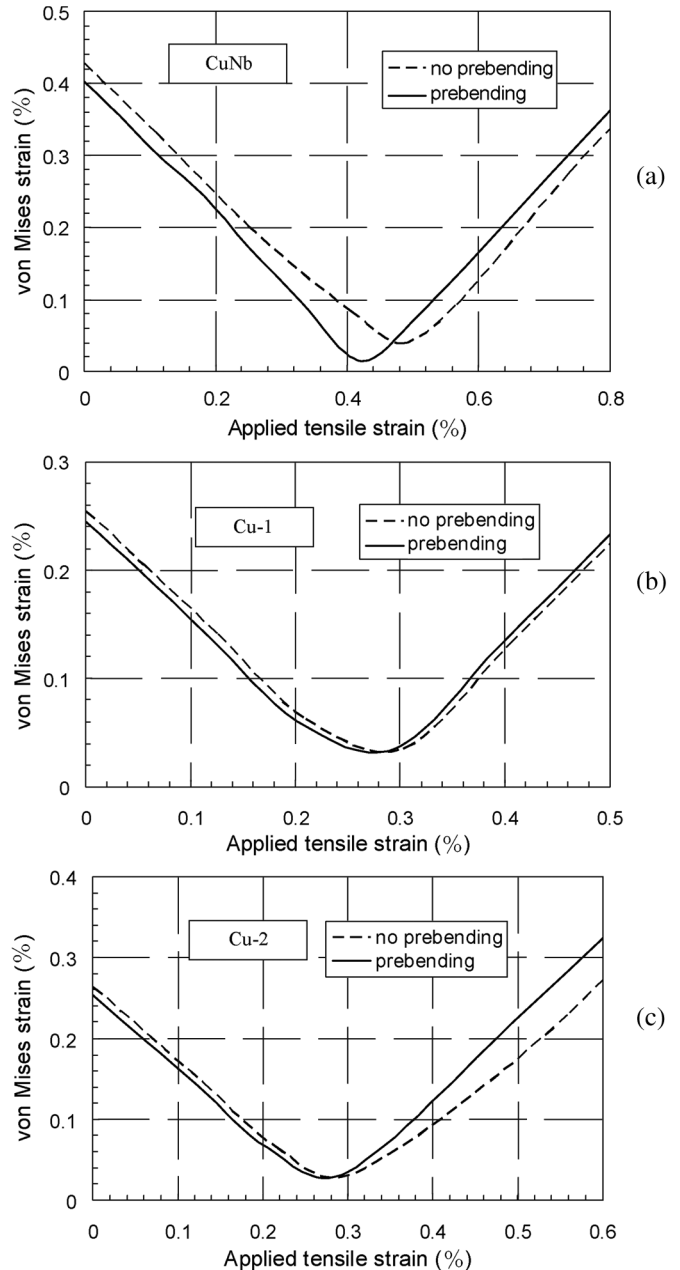 0.5
CuNb
no prebending
prebending
0.4
0.3
0.2
0.1
0
von Mises strain (%)
(a)
0 0.2 0.4 0.6 0.8
Applied tensile strain (%)
0.3
Cu-1
no prebending
prebending
0.2
0.1
0
von Mises strain (%)
(b)
0 0.1 0.2 0.3 0.4 0.5
Applied tensile strain (%)
0.4
Cu-2
no prebending
prebending
0.3
0.2
0.1
0
von Mises strain (%)
(c)
0 0.1 0.2 0.3 0.4 0.5 0.6
Applied tensile strain (%)